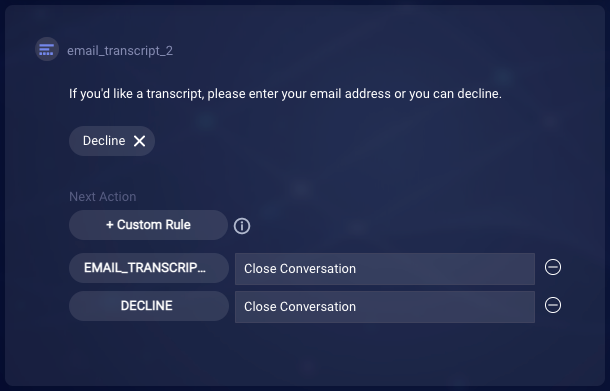 email_transcript_2
If you'd like a transcript, please enter your email address or you can decline.
Decline
Next Action
+ Custom Rule
EMAIL_TRANSCRIP... Close Conversation
DECLINE Close Conversation